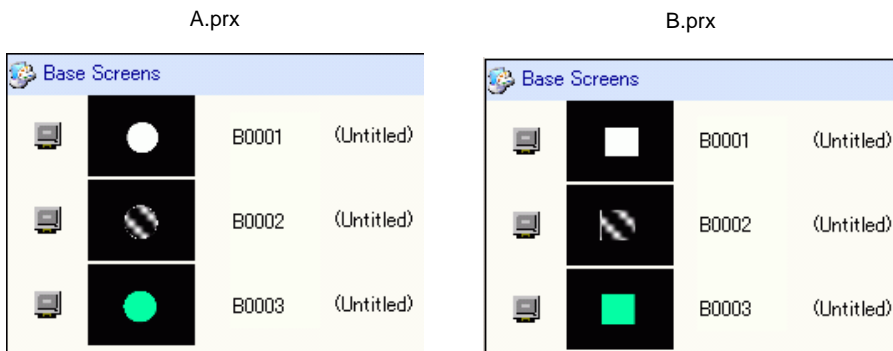 A.prx
Base Screens
B0001 (Untitled)
B0002 (Untitled)
B0003 (Untitled)
B.prx
Base Screens
B0001 (Untitled)
B0002 (Untitled)
B0003 (Untitled)